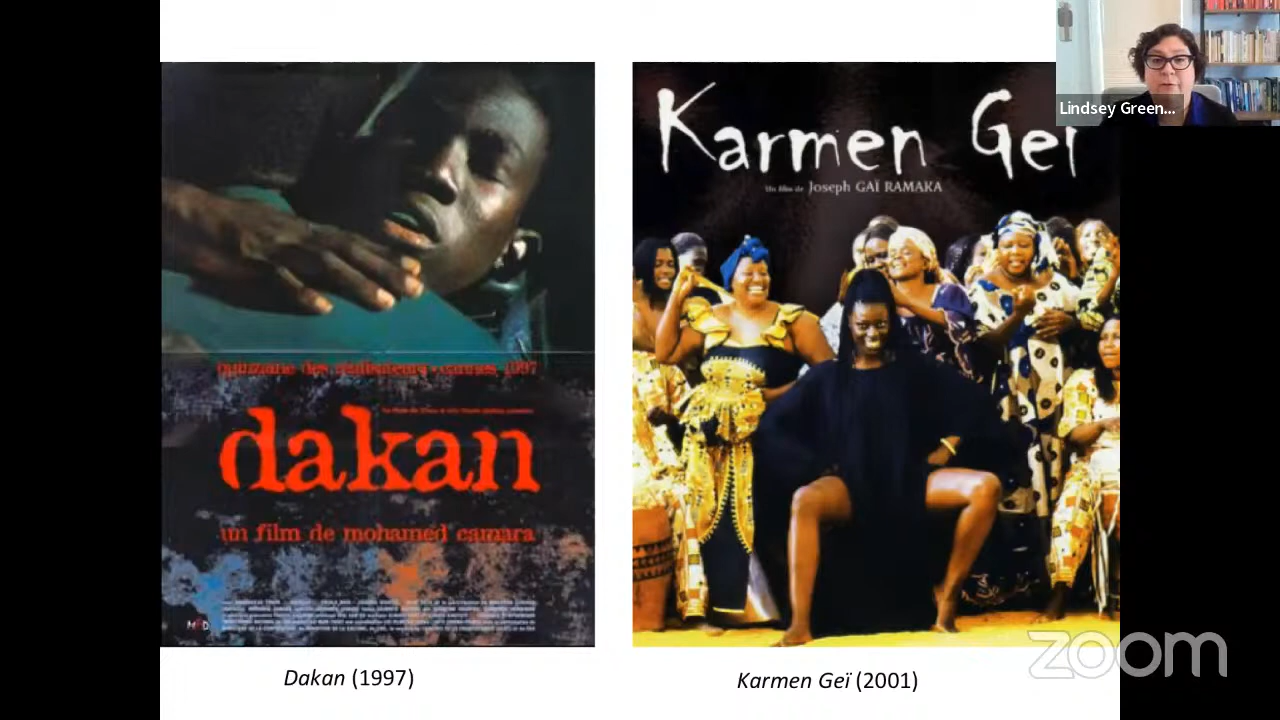 Lindsey Green...
quinzaine des réalisateurs - cannes 1997
dakan
un film de mohamed camara
Karmen Geï
Un film de Joseph GAÏ RAMAKA
Dakan (1997)
Karmen Geï (2001)
zoom